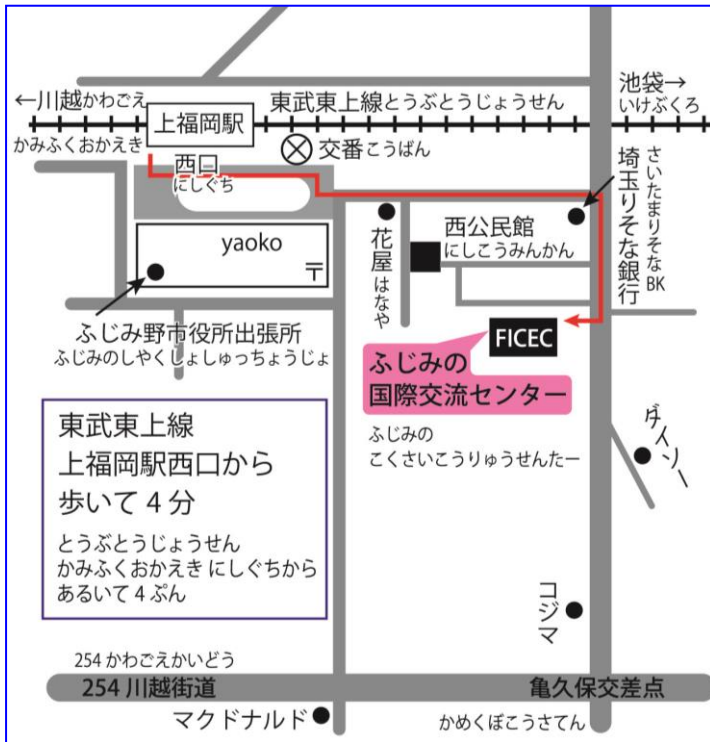 ←川越かわごえ
東武東上線とうぶとうじょうせん
池袋→
いけぶくろ
上福岡駅
かみふくおかえき
交番こうばん
西口
にしぐち
さいたまりそなBK
埼玉りそな銀行
yaoko
〒
花屋はなや
西公民館
にしこうみんかん
FICEC
ふじみ野市役所出張所
ふじみのしやくしょしゅっちょうじょ
ふじみの
国際交流センター
ふじみの
こくさいこうりゅうせんたー
ダイソー
東武東上線
上福岡駅西口から
歩いて4分
とうぶとうじょうせん
かみふくおかえき にしぐちから
あるいて4ぷん
コジマ
254かわごえかいどう
254川越街道
亀久保交差点
マクドナルド
かめくぼこうさてん